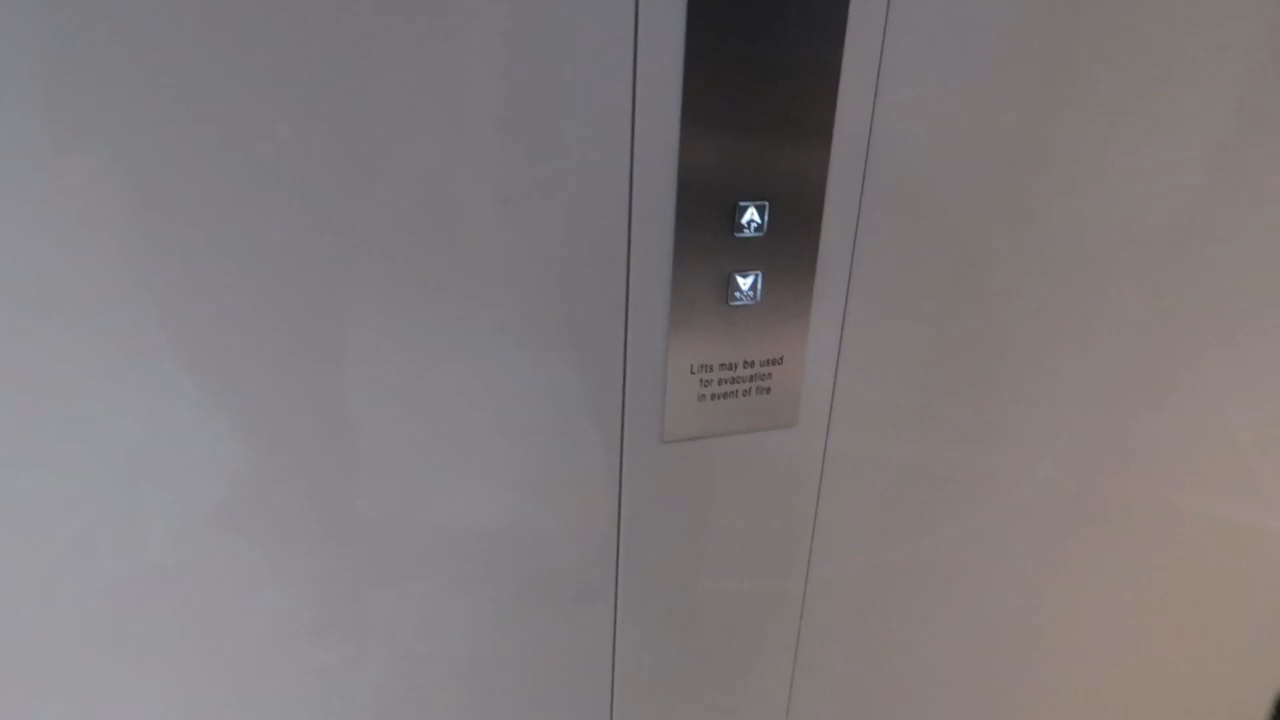 Lifts may be used
for evacuation
in event of fire